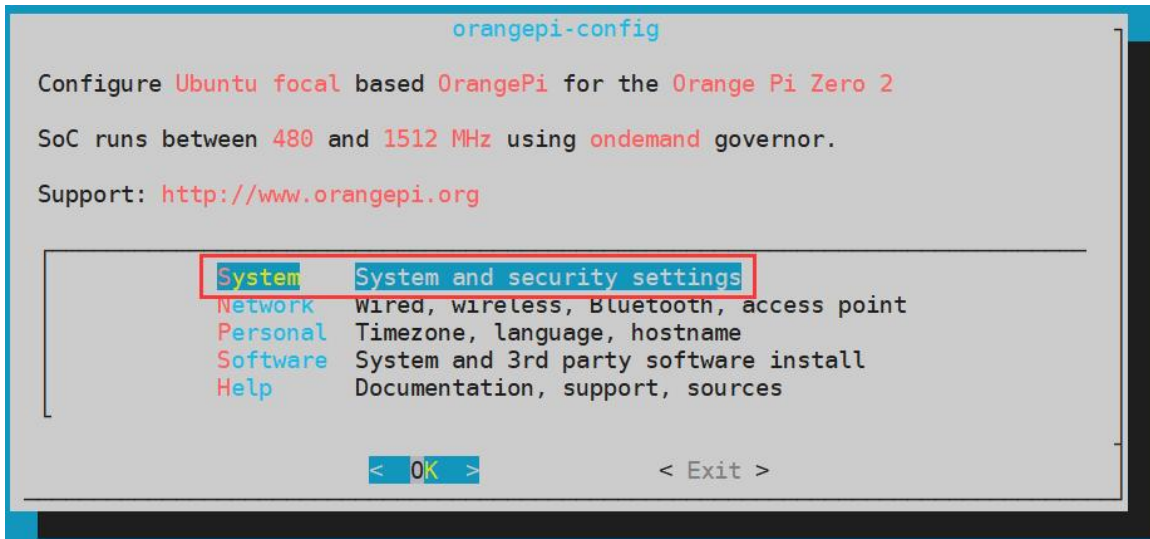 orangepi-config
Configure Ubuntu focal based OrangePi for the Orange Pi Zero 2
SoC runs between 480 and 1512 MHz using ondemand governor.
Support: http://www.orangepi.org
System System and security settings
Network Wired, wireless, Bluetooth, access point
Personal Timezone, language, hostname
Software System and 3rd party software install
Help Documentation, support, sources
< OK > < Exit >